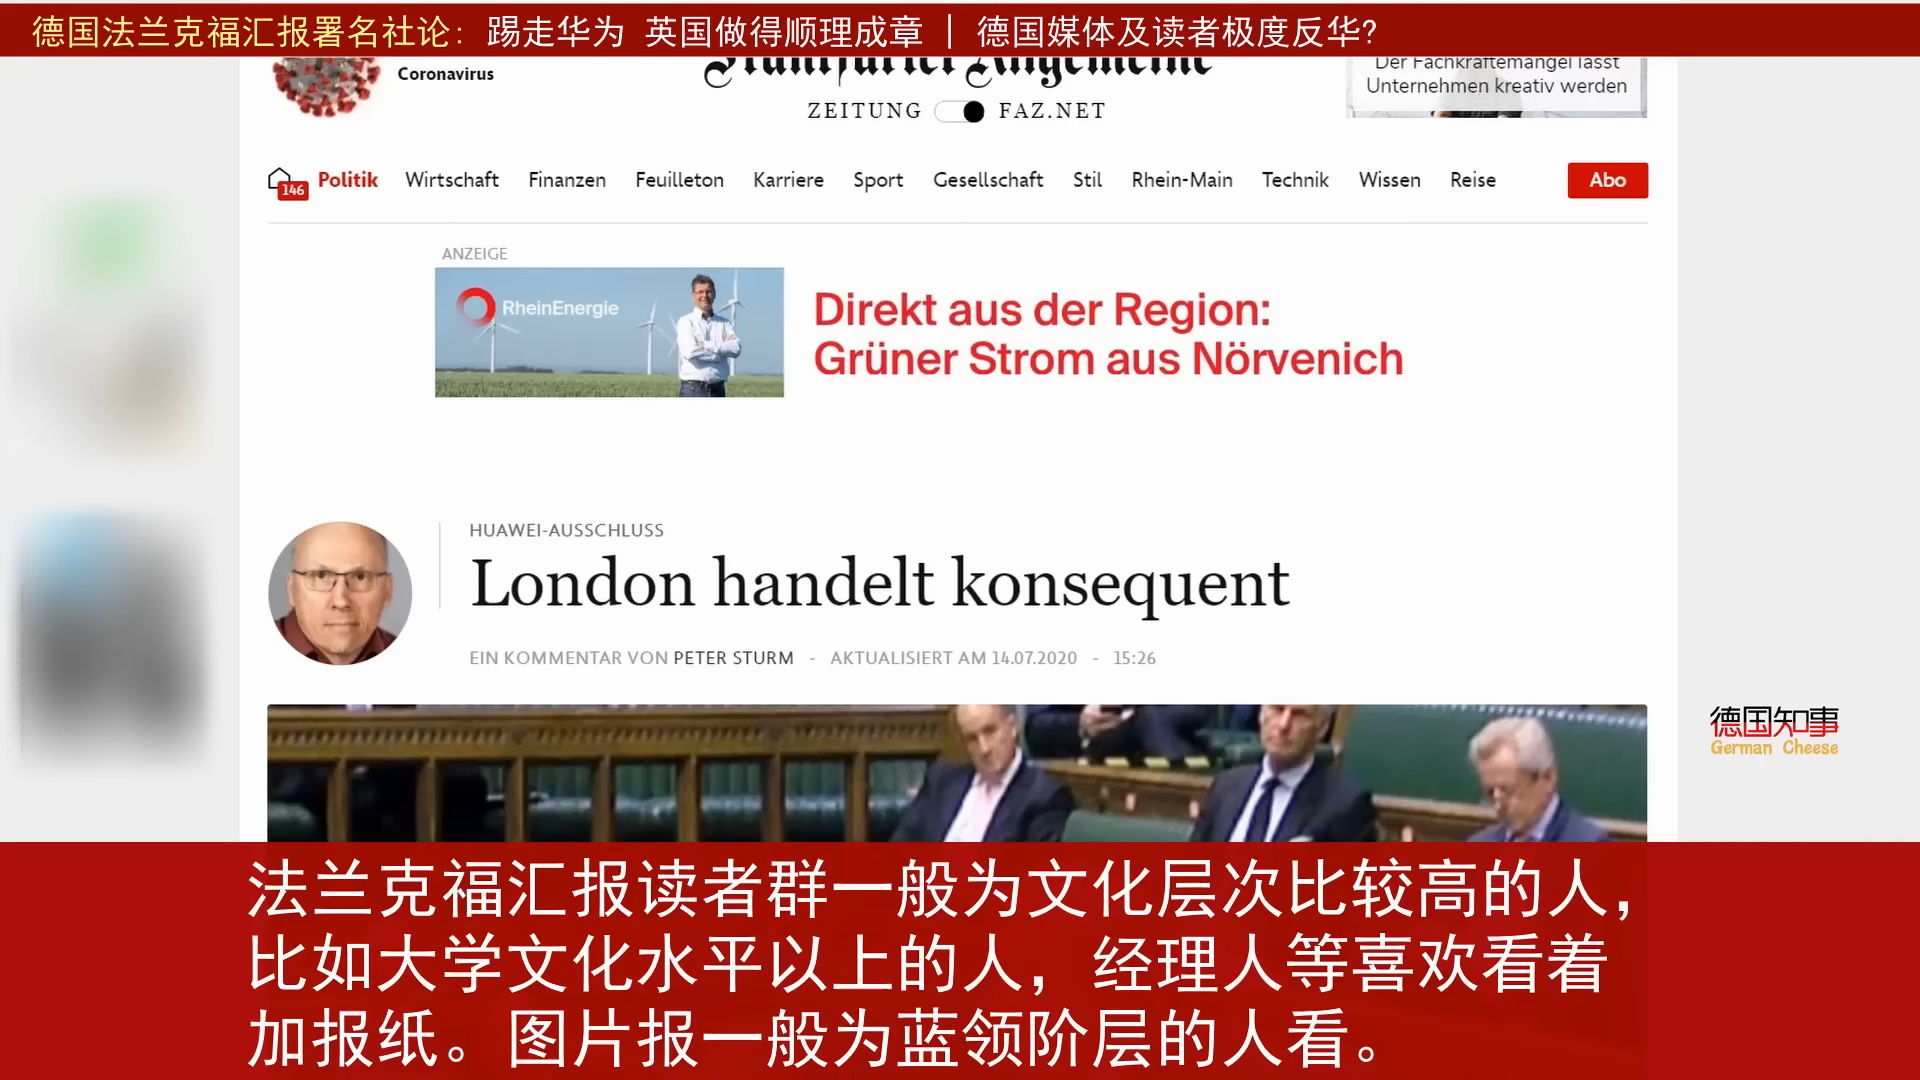 德国法兰克福汇报署名社论：踢走华为 英国做得顺理成章 | 德国媒体及读者极度反华?
Coronavirus
Frankfurter Allgemeine
ZEITUNG FAZ.NET
Der Fachkräftemangel lässt
Unternehmen kreativ werden
146 Politik Wirtschaft Finanzen Feuilleton Karriere Sport Gesellschaft Stil Rhein-Main Technik Wissen Reise Abo
ANZEIGE
RheinEnergie
Direkt aus der Region:
Grüner Strom aus Nörvenich
HUAWEI-AUSSCHLUSS
London handelt konsequent
EIN KOMMENTAR VON PETER STURM - AKTUALISIERT AM 14.07.2020 - 15:26
德国知事
German Cheese
法兰克福汇报读者群一般为文化层次比较高的人，
比如大学文化水平以上的人，经理人等喜欢看着
加报纸。图片报一般为蓝领阶层的人看。